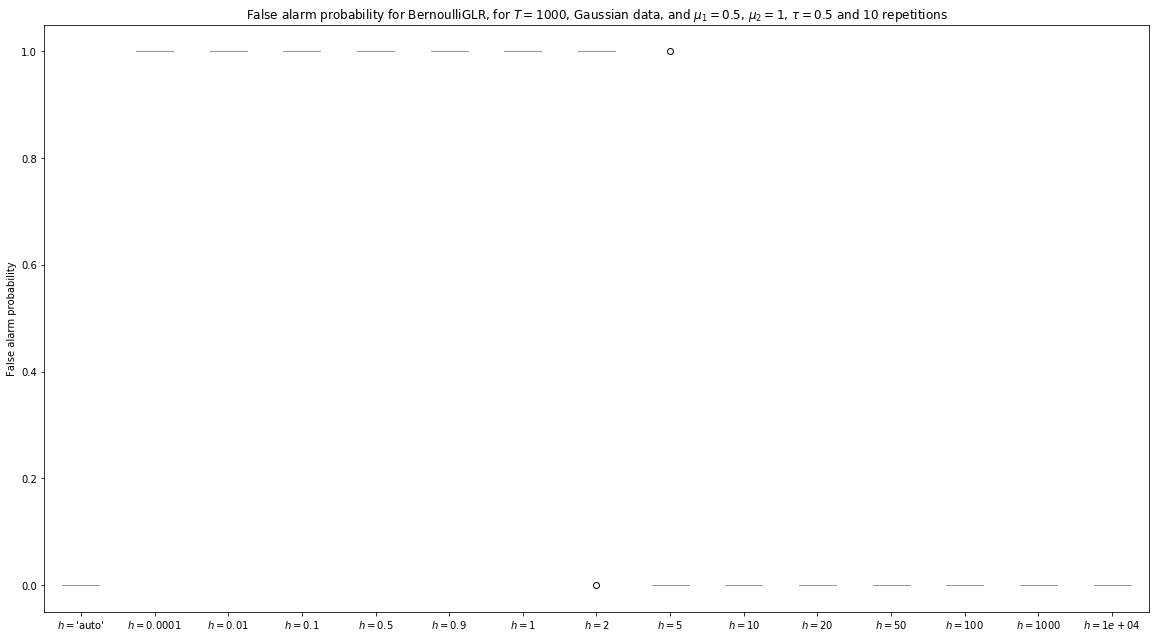 False alarm probability for BernoulliGLR, for T = 1000, Gaussian data, and μ₁ = 0.5, μ₂ = 1, τ = 0.5 and 10 repetitions
1.0
0.8
0.6
0.4
0.2
0.0
False alarm probability
h = 'auto' h = 0.0001 h = 0.01 h = 0.1 h = 0.5 h = 0.9 h = 1 h = 2 h = 5 h = 10 h = 20 h = 50 h = 100 h = 1000 h = 1e + 04